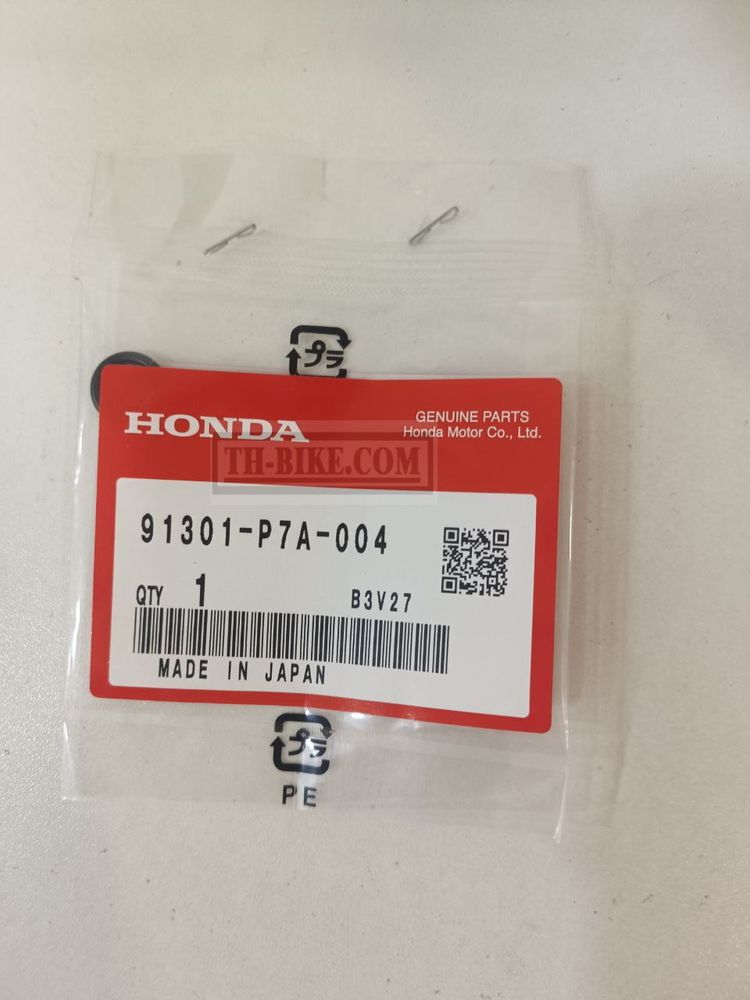 プラ
HONDA
GENUINE PARTS
Honda Motor Co., Ltd.
TH-BIKE.COM
91301-P7A-004
QTY 1 B3V27
MADE IN JAPAN
プラ
PE